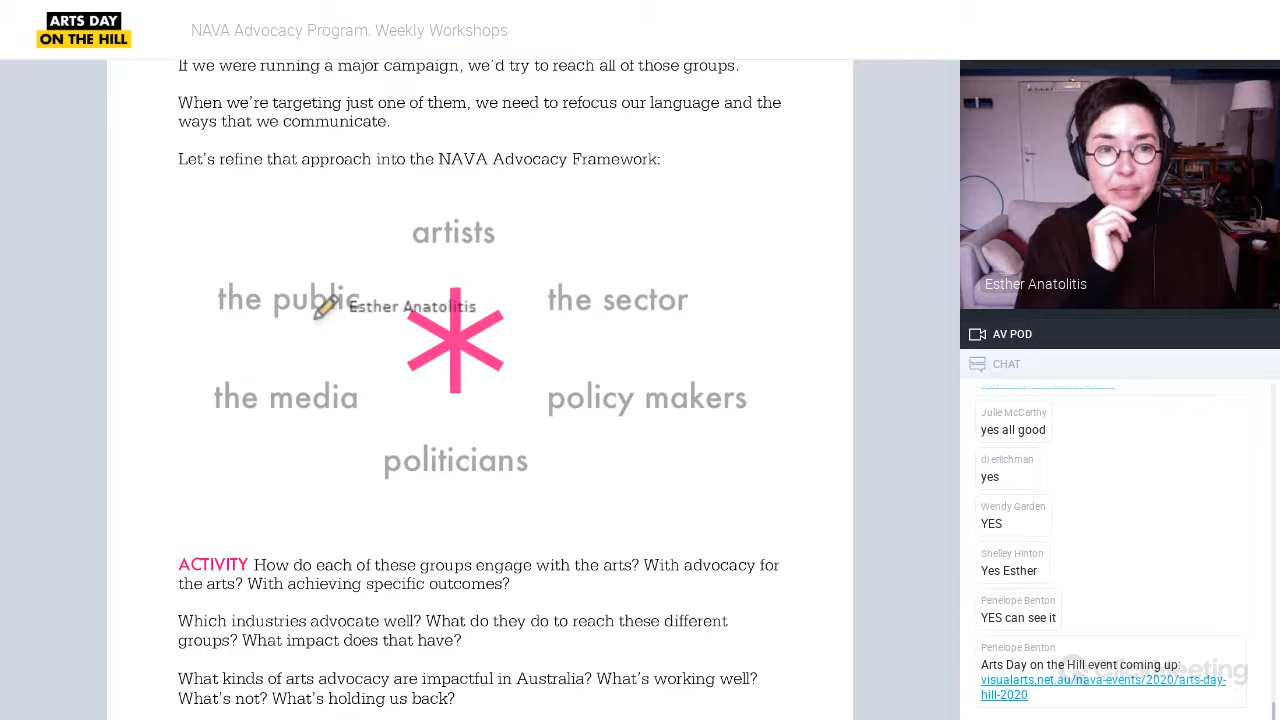 ARTS DAY
ON THE HILL
NAVA Advocacy Program: Weekly Workshops
If we were running a major campaign, we'd try to reach all of those groups.
When we're targeting just one of them, we need to refocus our language and the
ways that we communicate.
Let's refine that approach into the NAVA Advocacy Framework:
artists
the public
Esther Anatolitis
the sector
the media
policy makers
politicians
ACTIVITY How do each of these groups engage with the arts? With advocacy for
the arts? With achieving specific outcomes?
Which industries advocate well? What do they do to reach these different
groups? What impact does that have?
What kinds of arts advocacy are impactful in Australia? What's working well?
What's not? What's holding us back?
Esther Anatolitis
AV POD
CHAT
Julie McCarthy
yes all good
di erlichman
yes
Wendy Garden
YES
Shelley Hinton
Yes Esther
Penelope Benton
YES can see it
Penelope Benton
Arts Day on the Hill event coming up:
visualarts.net.au/nava-events/2020/arts-day-
hill-2020
ClickMeeting